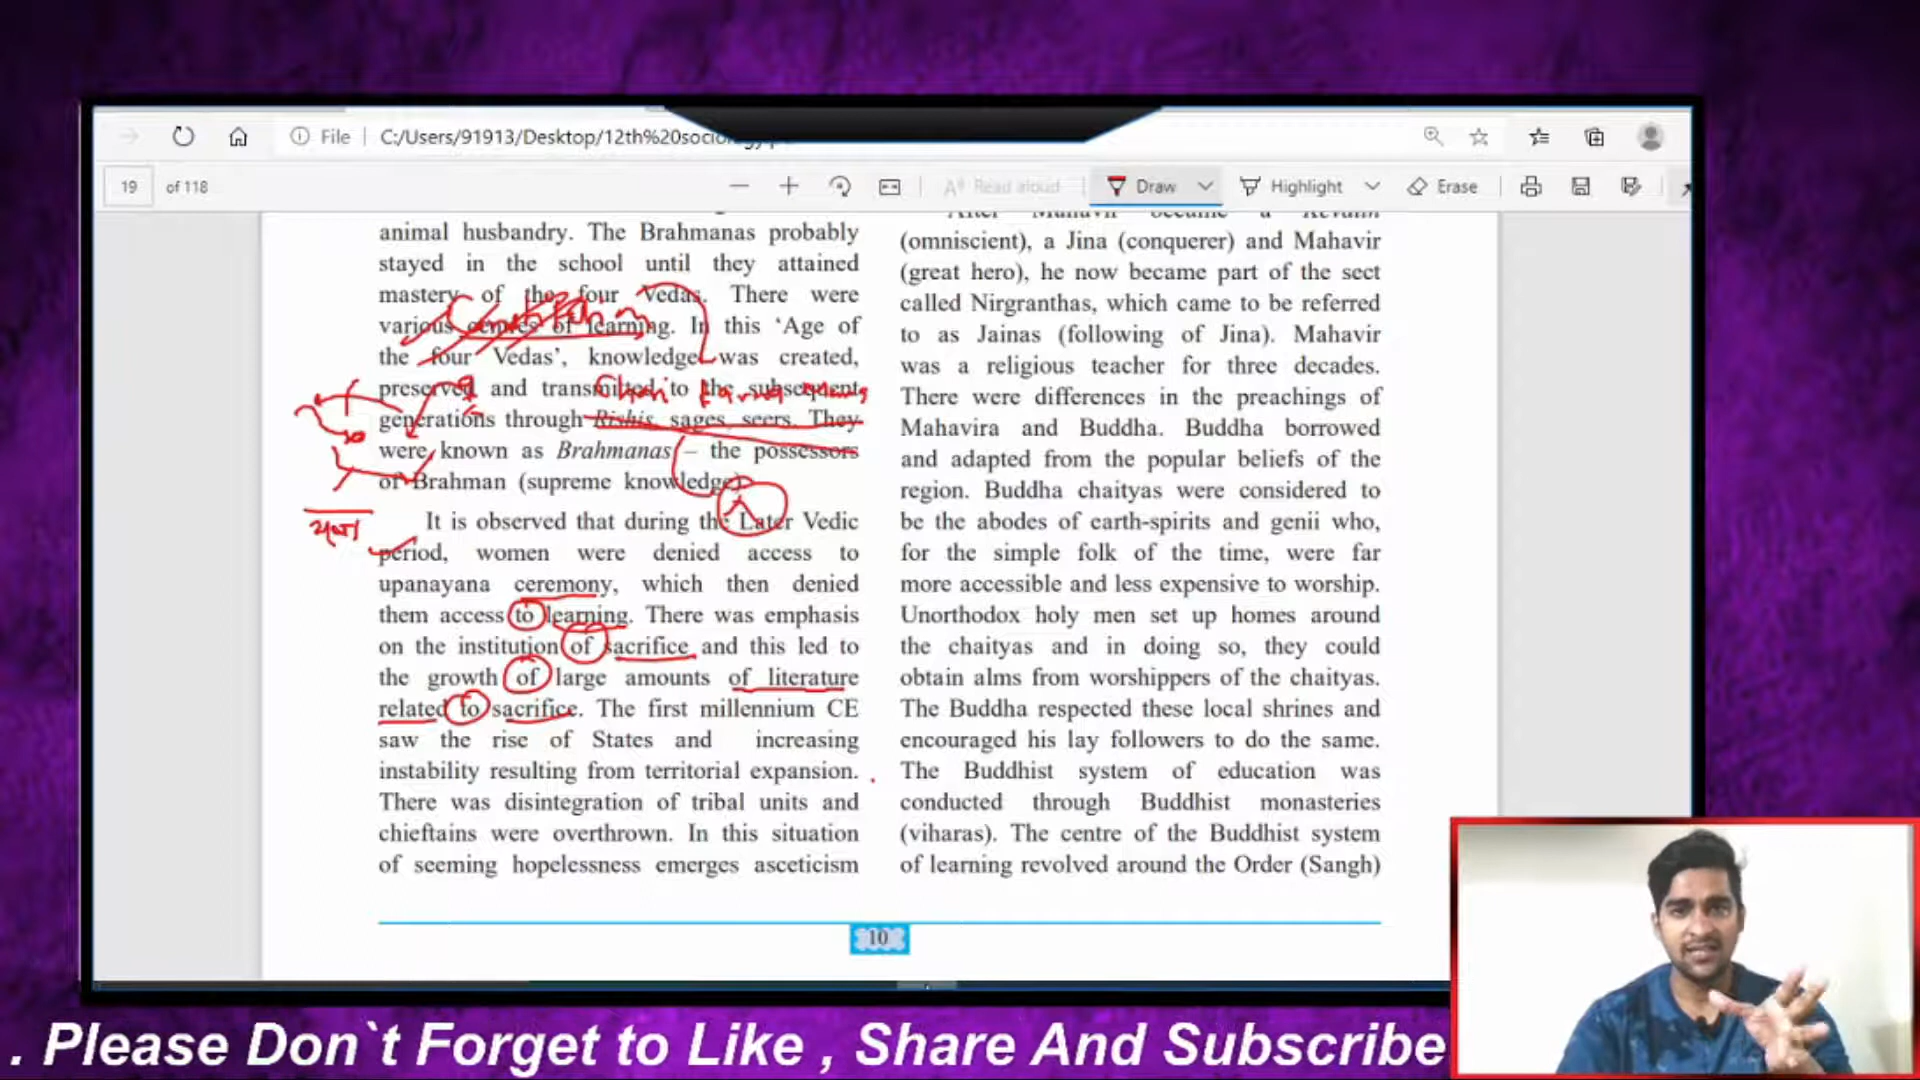 File C:/Users/91913/Desktop/12th%20sociology.p
19 of 118 Read aloud Draw Highlight Erase
animal husbandry. The Brahmanas probably
stayed in the school until they attained
mastery of the four Vedas. There were
various centres of learning. In this ‘Age of
the four Vedas’, knowledge was created,
preserved and transmitted to the subsequent
generations through Rishis, sages, seers. They
were known as Brahmanas – the possessors
of Brahman (supreme knowledge).
It is observed that during the Later Vedic
period, women were denied access to
upanayana ceremony, which then denied
them access to learning. There was emphasis
on the institution of sacrifice and this led to
the growth of large amounts of literature
related to sacrifice. The first millennium CE
saw the rise of States and increasing
instability resulting from territorial expansion.
There was disintegration of tribal units and
chieftains were overthrown. In this situation
of seeming hopelessness emerges asceticism
After Mahavir became a Kevalin
(omniscient), a Jina (conquerer) and Mahavir
(great hero), he now became part of the sect
called Nirgranthas, which came to be referred
to as Jainas (following of Jina). Mahavir
was a religious teacher for three decades.
There were differences in the preachings of
Mahavira and Buddha. Buddha borrowed
and adapted from the popular beliefs of the
region. Buddha chaityas were considered to
be the abodes of earth-spirits and genii who,
for the simple folk of the time, were far
more accessible and less expensive to worship.
Unorthodox holy men set up homes around
the chaityas and in doing so, they could
obtain alms from worshippers of the chaityas.
The Buddha respected these local shrines and
encouraged his lay followers to do the same.
The Buddhist system of education was
conducted through Buddhist monasteries
(viharas). The centre of the Buddhist system
of learning revolved around the Order (Sangh)
10
. Please Don`t Forget to Like , Share And Subscribe